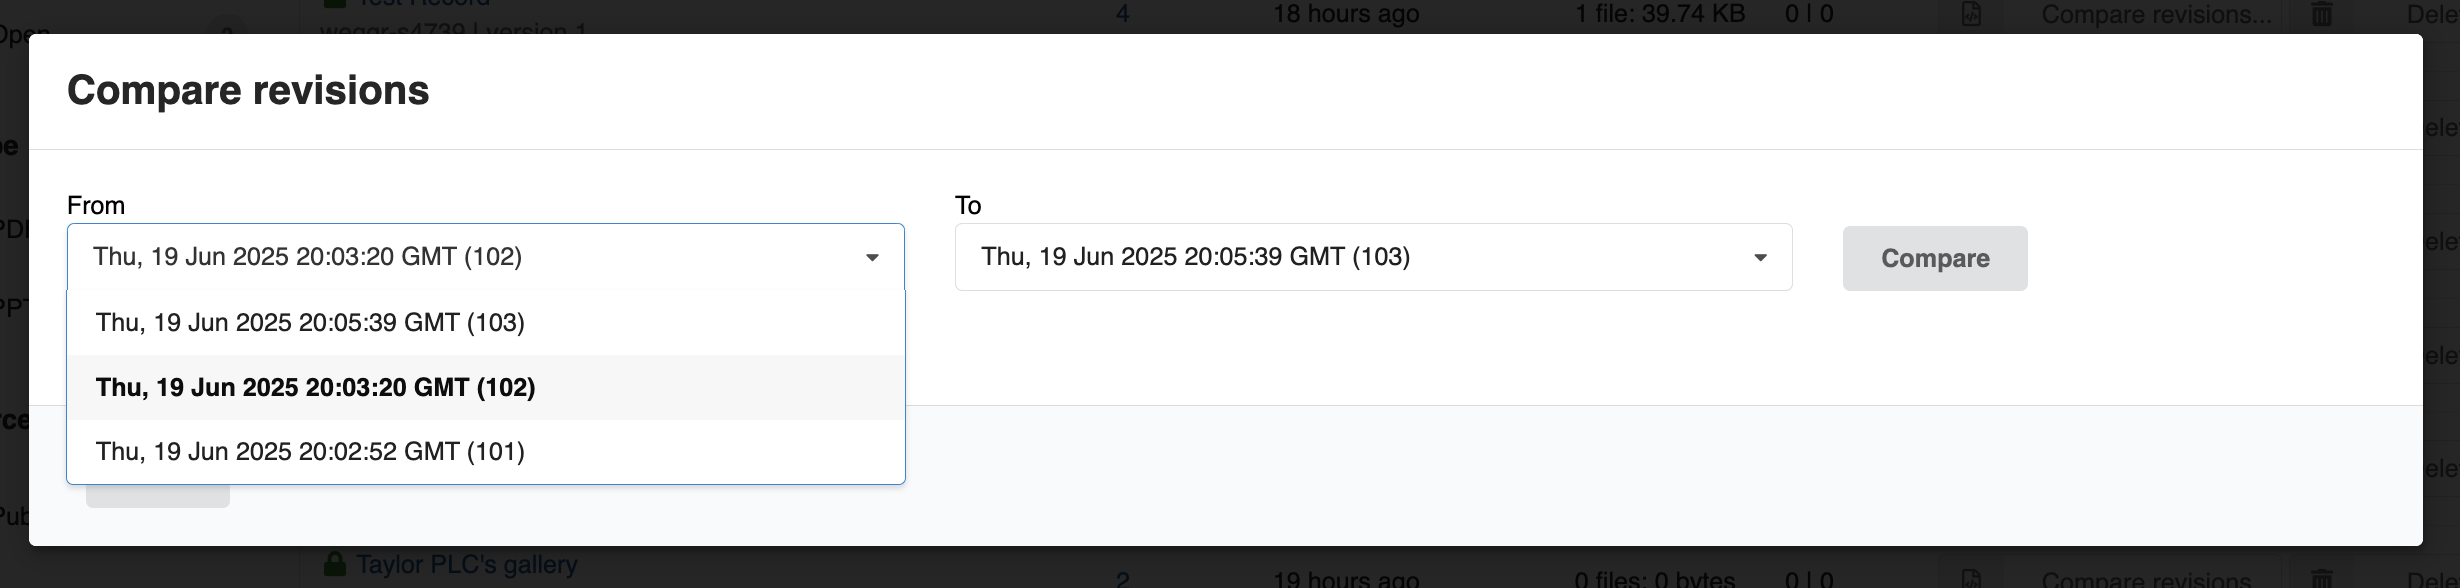 Test Record
4
18 hours ago
1 file: 39.74 KB
0 | 0
Compare revisions...
weggr-s4739 | version 1
Compare revisions
From
To
Thu, 19 Jun 2025 20:03:20 GMT (102)
Thu, 19 Jun 2025 20:05:39 GMT (103)
Compare
Thu, 19 Jun 2025 20:05:39 GMT (103)
Thu, 19 Jun 2025 20:03:20 GMT (102)
Thu, 19 Jun 2025 20:02:52 GMT (101)
Taylor PLC's gallery
2
19 hours ago
0 files: 0 bytes
0 | 0
Compare revisions